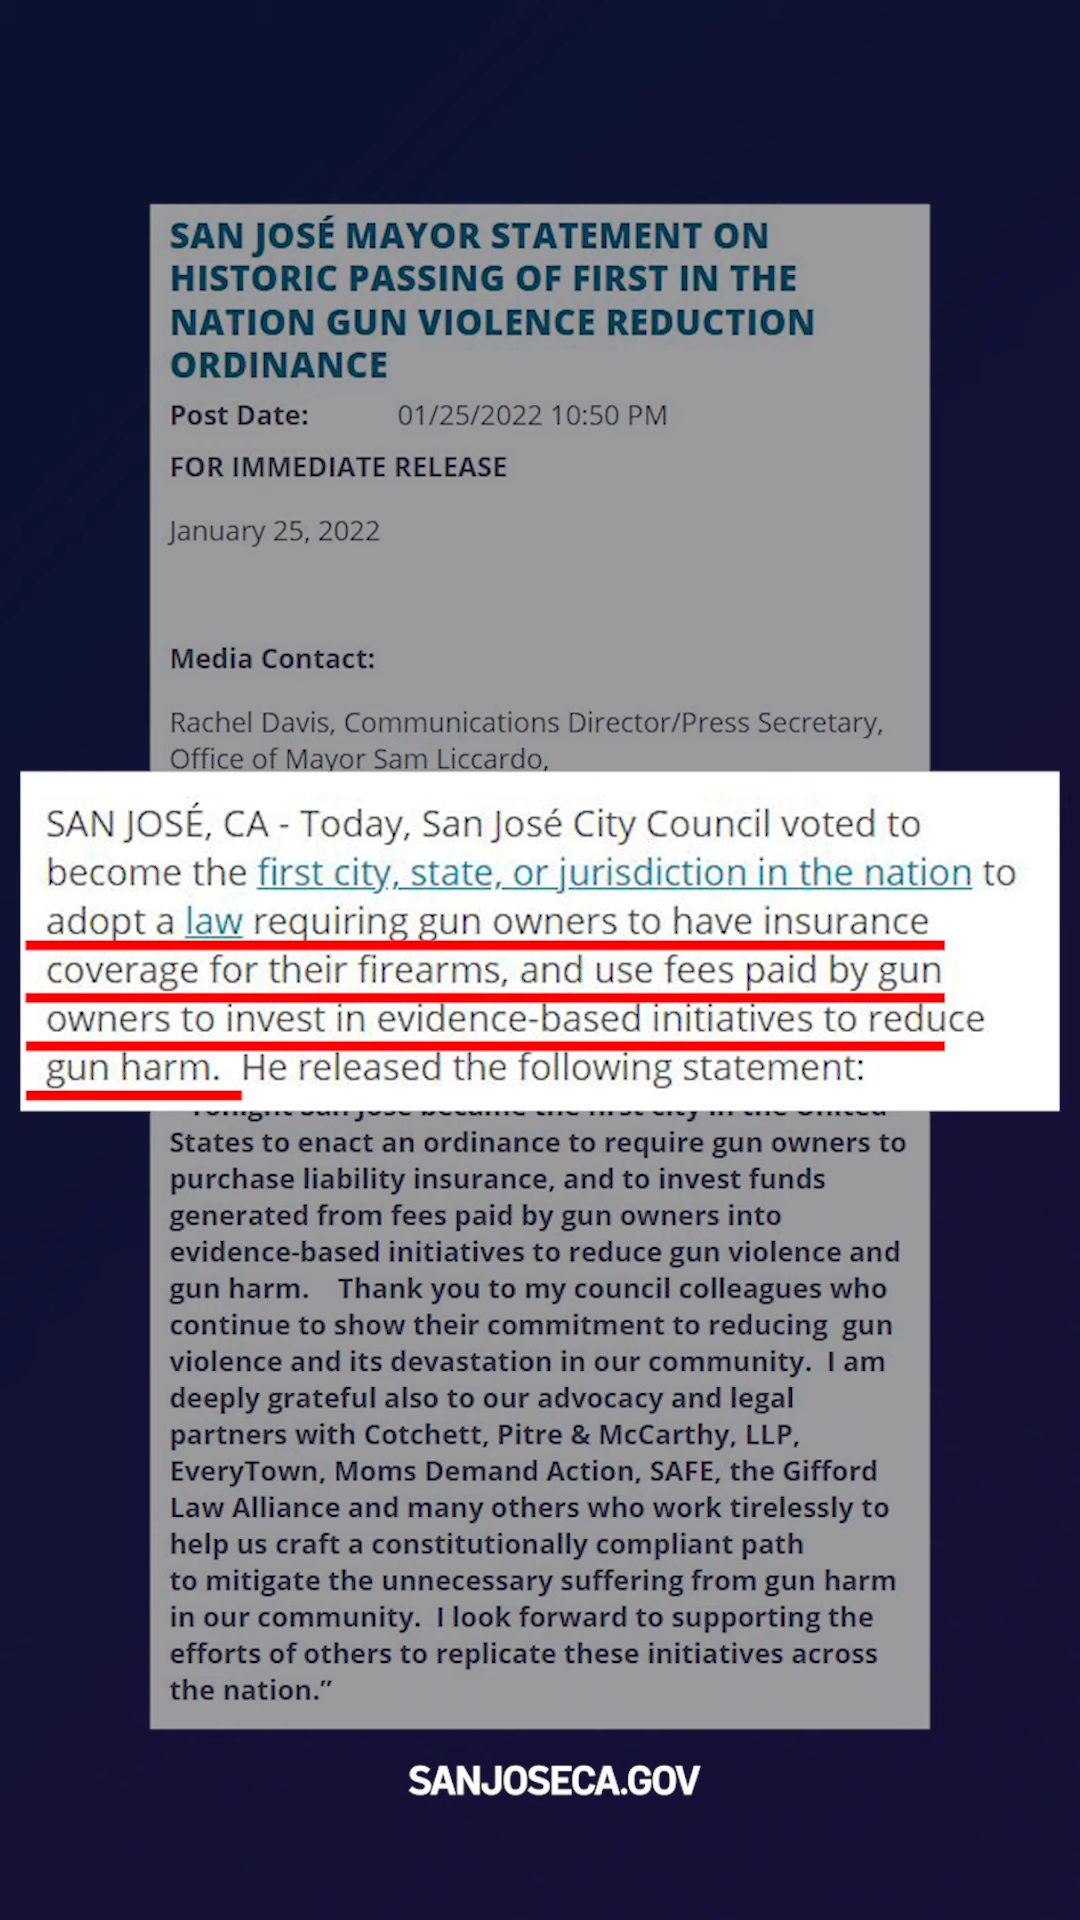 SAN JOSÉ MAYOR STATEMENT ON
HISTORIC PASSING OF FIRST IN THE
NATION GUN VIOLENCE REDUCTION
ORDINANCE
Post Date: 01/25/2022 10:50 PM
FOR IMMEDIATE RELEASE
January 25, 2022
Media Contact:
Rachel Davis, Communications Director/Press Secretary,
Office of Mayor Sam Liccardo,
SAN JOSÉ, CA - Today, San José City Council voted to
become the first city, state, or jurisdiction in the nation to
adopt a law requiring gun owners to have insurance
coverage for their firearms, and use fees paid by gun
owners to invest in evidence-based initiatives to reduce
gun harm. He released the following statement:
Tonight San José became the first city in the United
States to enact an ordinance to require gun owners to
purchase liability insurance, and to invest funds
generated from fees paid by gun owners into
evidence-based initiatives to reduce gun violence and
gun harm. Thank you to my council colleagues who
continue to show their commitment to reducing gun
violence and its devastation in our community. I am
deeply grateful also to our advocacy and legal
partners with Cotchett, Pitre & McCarthy, LLP,
EveryTown, Moms Demand Action, SAFE, the Gifford
Law Alliance and many others who work tirelessly to
help us craft a constitutionally compliant path
to mitigate the unnecessary suffering from gun harm
in our community. I look forward to supporting the
efforts of others to replicate these initiatives across
the nation.”
SANJOSECA.GOV